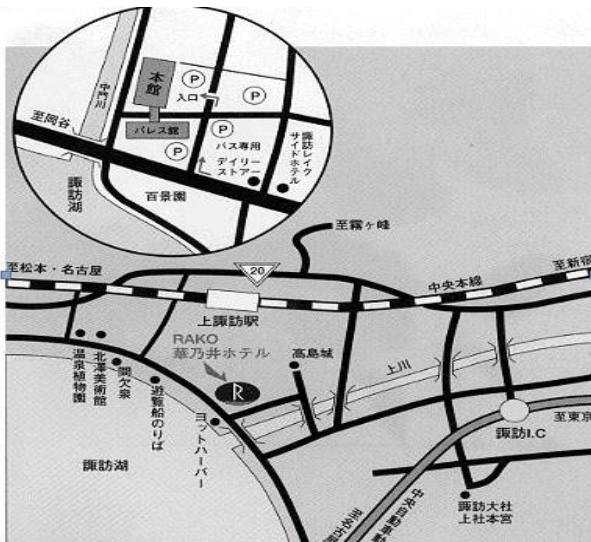 本館
パレス館
P
入口
P
P
P
バス専用
デイリー
ストアー
諏訪レイク
サイドホテル
中門川
至岡谷
諏訪湖
百景園
至霧ヶ峰
至松本・名古屋
20
中央本線
至新宿
上諏訪駅
RAKO
華乃井ホテル
R
高島城
上川
温泉植物園
北澤美術館
間欠泉
遊覧船のりば
ヨットハーバー
諏訪湖
諏訪I.C
至東京
諏訪大社
上社本宮
中央自動車動
至名古屋